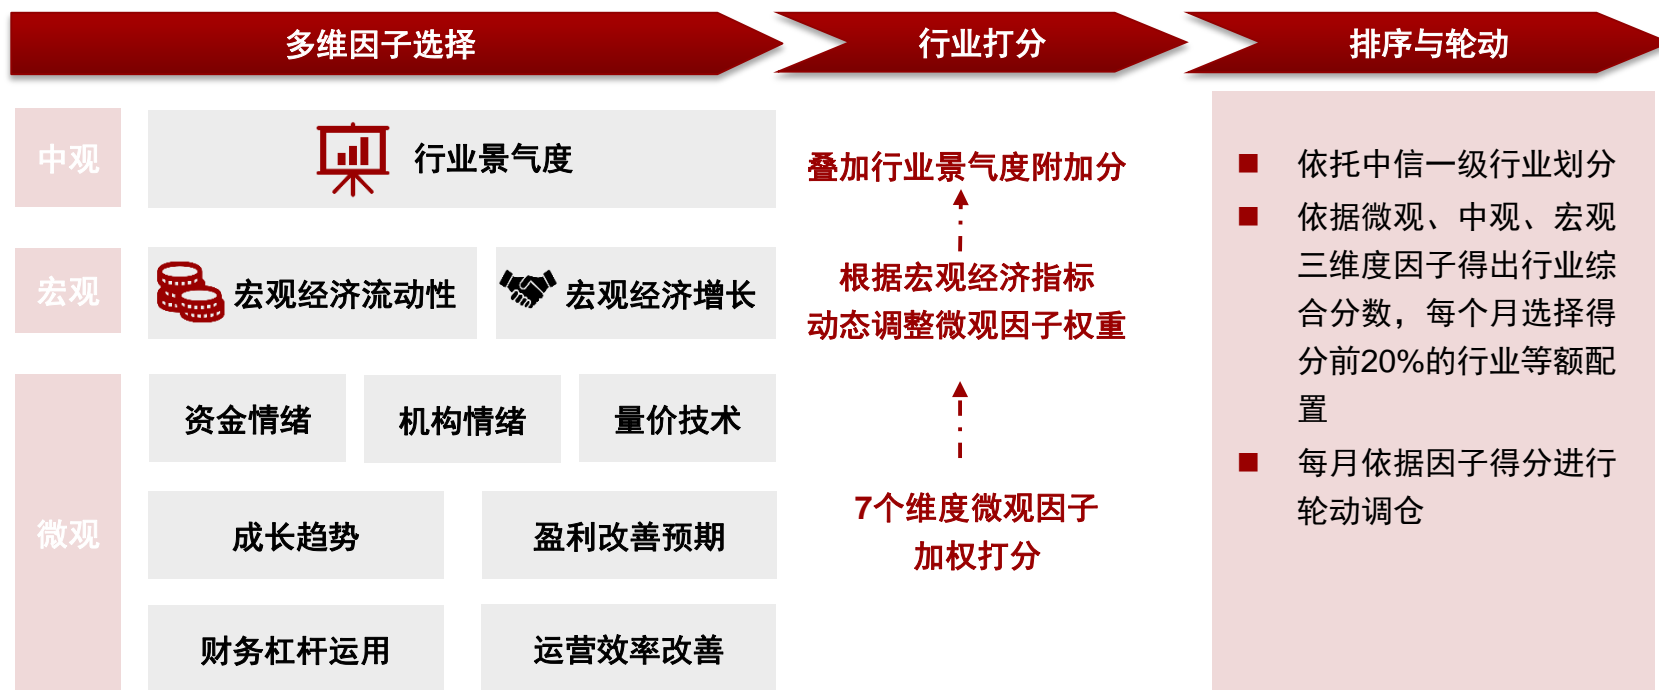 多维因子选择
行业打分
排序与轮动
中观
行业景气度
宏观
宏观经济流动性
宏观经济增长
微观
资金情绪
机构情绪
量价技术
成长趋势
盈利改善预期
财务杠杆运用
运营效率改善
叠加行业景气度附加分
根据宏观经济指标
动态调整微观因子权重
7个维度微观因子
加权打分
依托中信一级行业划分
依据微观、中观、宏观
三维度因子得出行业综
合分数，每个月选择得
分前20%的行业等额配
置
每月依据因子得分进行
轮动调仓